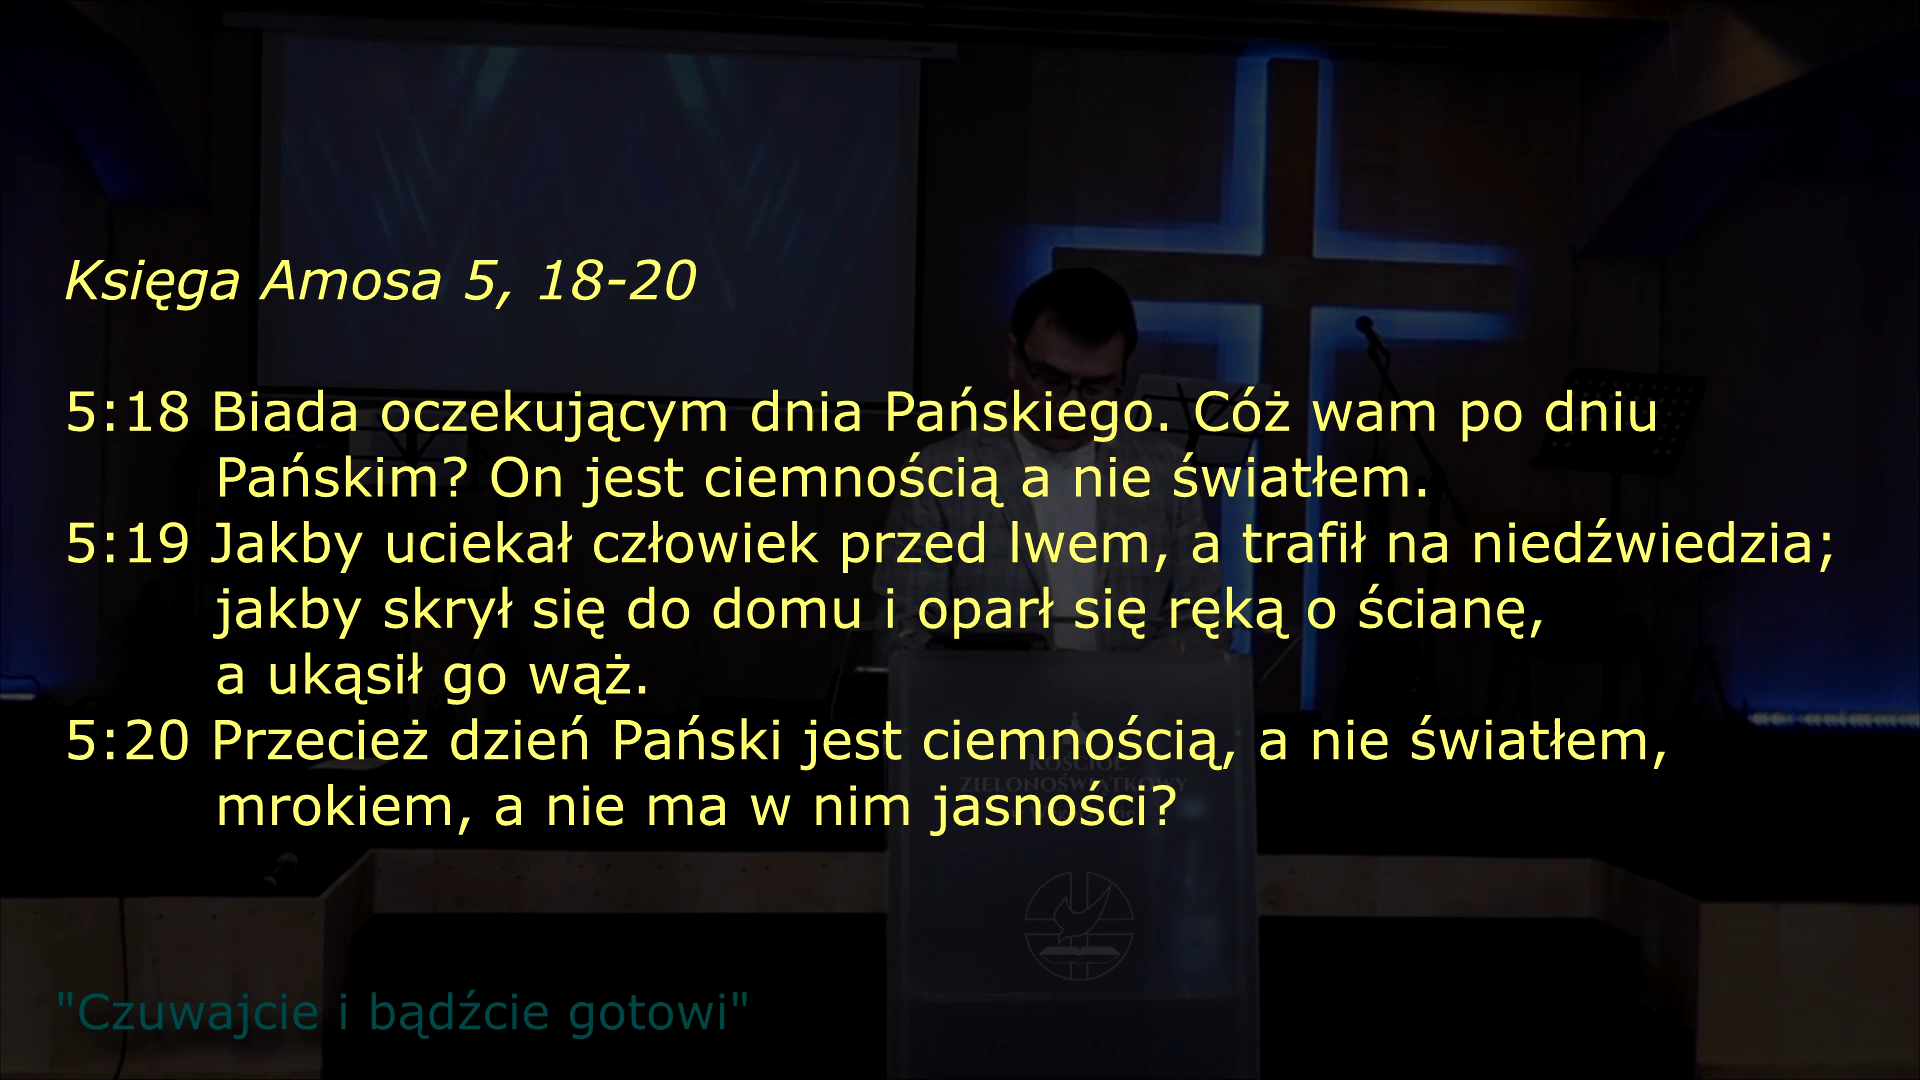 Księga Amosa 5, 18-20
5:18 Biada oczekującym dnia Pańskiego. Cóż wam po dniu
Pańskim? On jest ciemnością a nie światłem.
5:19 Jakby uciekał człowiek przed lwem, a trafił na niedźwiedzia;
jakby skrył się do domu i oparł się ręką o ścianę,
a ukąsił go wąż.
5:20 Przecież dzień Pański jest ciemnością, a nie światłem,
KOŚCIÓŁ
ZIELONOŚWIĄTKOWY
mrokiem, a nie ma w nim jasności?
"Czuwajcie i bądźcie gotowi"